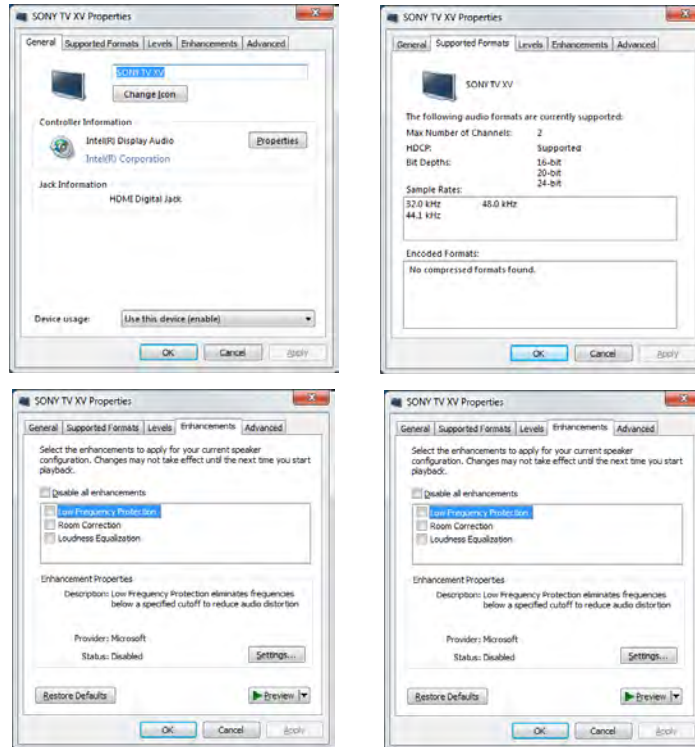 SONY TV XV Properties
General Supported Formats Levels Enhancements Advanced
SONY TV XV
Change Icon
Controller Information
Intel(R) Display Audio
Properties
Intel(R) Corporation
Jack Information
HDMI Digital Jack
Device usage:
Use this device (enable)
OK Cancel Apply
SONY TV XV Properties
General Supported Formats Levels Enhancements Advanced
SONY TV XV
The following audio formats are currently supported:
Max Number of Channels: 2
HDCP: Supported
Bit Depths: 16-bit
20-bit
24-bit
Sample Rates:
32.0 kHz 48.0 kHz
44.1 kHz
Encoded Formats:
No compressed formats found.
OK Cancel Apply
SONY TV XV Properties
General Supported Formats Levels Enhancements Advanced
Select the enhancements to apply for your current speaker
configuration. Changes may not take effect until the next time you start
playback.
Disable all enhancements
Low Frequency Protection
Room Correction
Loudness Equalization
Enhancement Properties
Description: Low Frequency Protection eliminates frequencies
below a specified cutoff to reduce audio distortion
Provider: Microsoft
Status: Disabled
Settings...
Restore Defaults
Preview
OK Cancel Apply
SONY TV XV Properties
General Supported Formats Levels Enhancements Advanced
Select the enhancements to apply for your current speaker
configuration. Changes may not take effect until the next time you start
playback.
Disable all enhancements
Low Frequency Protection
Room Correction
Loudness Equalization
Enhancement Properties
Description: Low Frequency Protection eliminates frequencies
below a specified cutoff to reduce audio distortion
Provider: Microsoft
Status: Disabled
Settings...
Restore Defaults
Preview
OK Cancel Apply